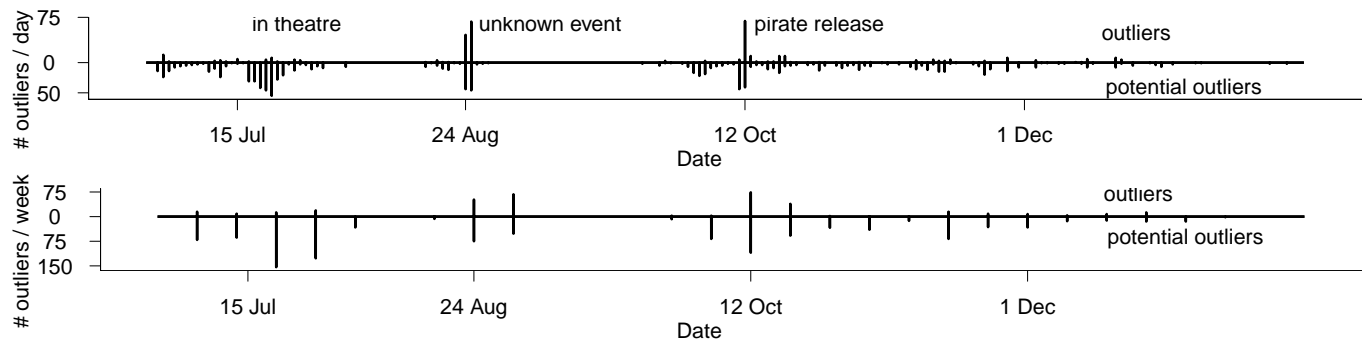 # outliers / day
75
0
50
in theatre
unknown event
pirate release
outliers
potential outliers
15 Jul
24 Aug
12 Oct
1 Dec
Date
# outliers / week
75
0
75
150
outliers
potential outliers
15 Jul
24 Aug
12 Oct
1 Dec
Date